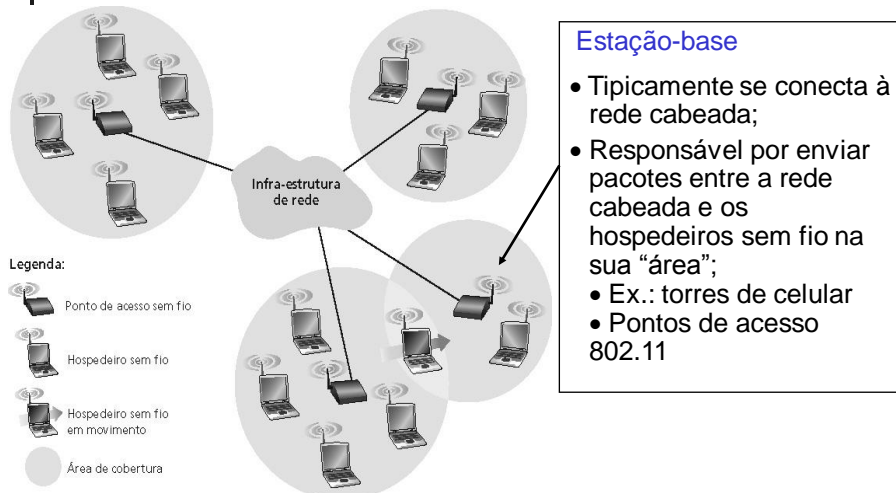 Infra-estrutura
de rede
Legenda:
Ponto de acesso sem fio
Hospedeiro sem fio
Hospedeiro sem fio
em movimento
Área de cobertura
Estação-base
• Tipicamente se conecta à
rede cabeada;
• Responsável por enviar
pacotes entre a rede
cabeada e os
hospedeiros sem fio na
sua “área”;
• Ex.: torres de celular
• Pontos de acesso
802.11